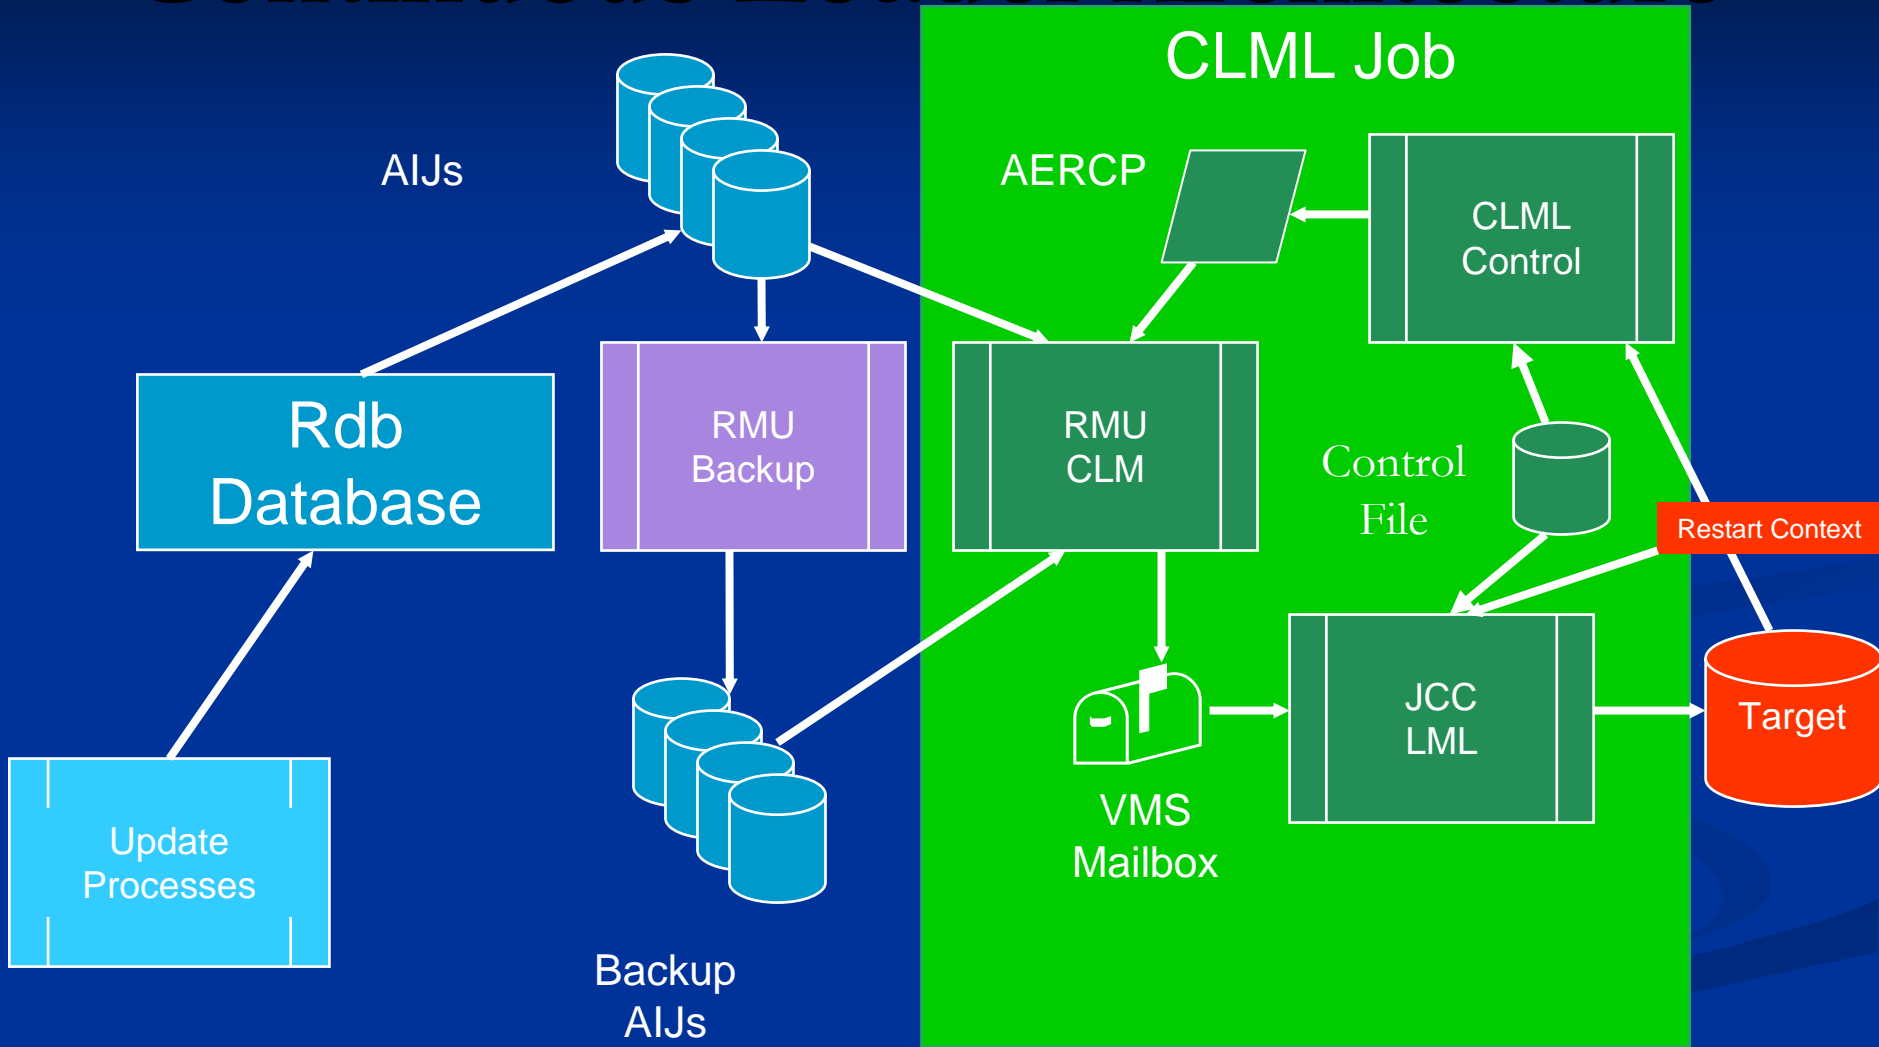 CLML Job
AIJs
AERCP
CLML
Control
Rdb
Database
RMU
Backup
RMU
CLM
Control
File
Restart Context
JCC
LML
Target
VMS
Mailbox
Update
Processes
Backup
AIJs